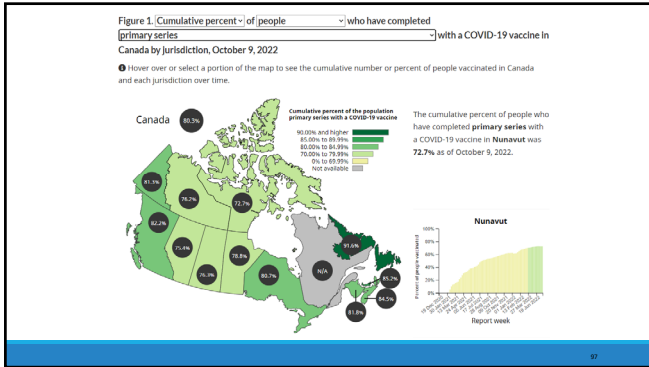 Figure 1. Cumulative percent of people who have completed
primary series with a COVID-19 vaccine in
Canada by jurisdiction, October 9, 2022
Hover over or select a portion of the map to see the cumulative number or percent of people vaccinated in Canada
and each jurisdiction over time.
Canada 80.3%
Cumulative percent of the population
primary series with a COVID-19 vaccine
90.00% and higher
85.00% to 89.99%
80.00% to 84.99%
70.00% to 79.99%
0% to 69.99%
Not available
The cumulative percent of people who
have completed primary series with
a COVID-19 vaccine in Nunavut was
72.7% as of October 9, 2022.
81.3%
76.2%
72.7%
82.2%
75.4%
76.3%
78.8%
80.7%
N/A
91.6%
85.2%
84.5%
81.8%
Nunavut
Percent of people vaccinated
100%
80%
60%
40%
20%
0%
Report week
97